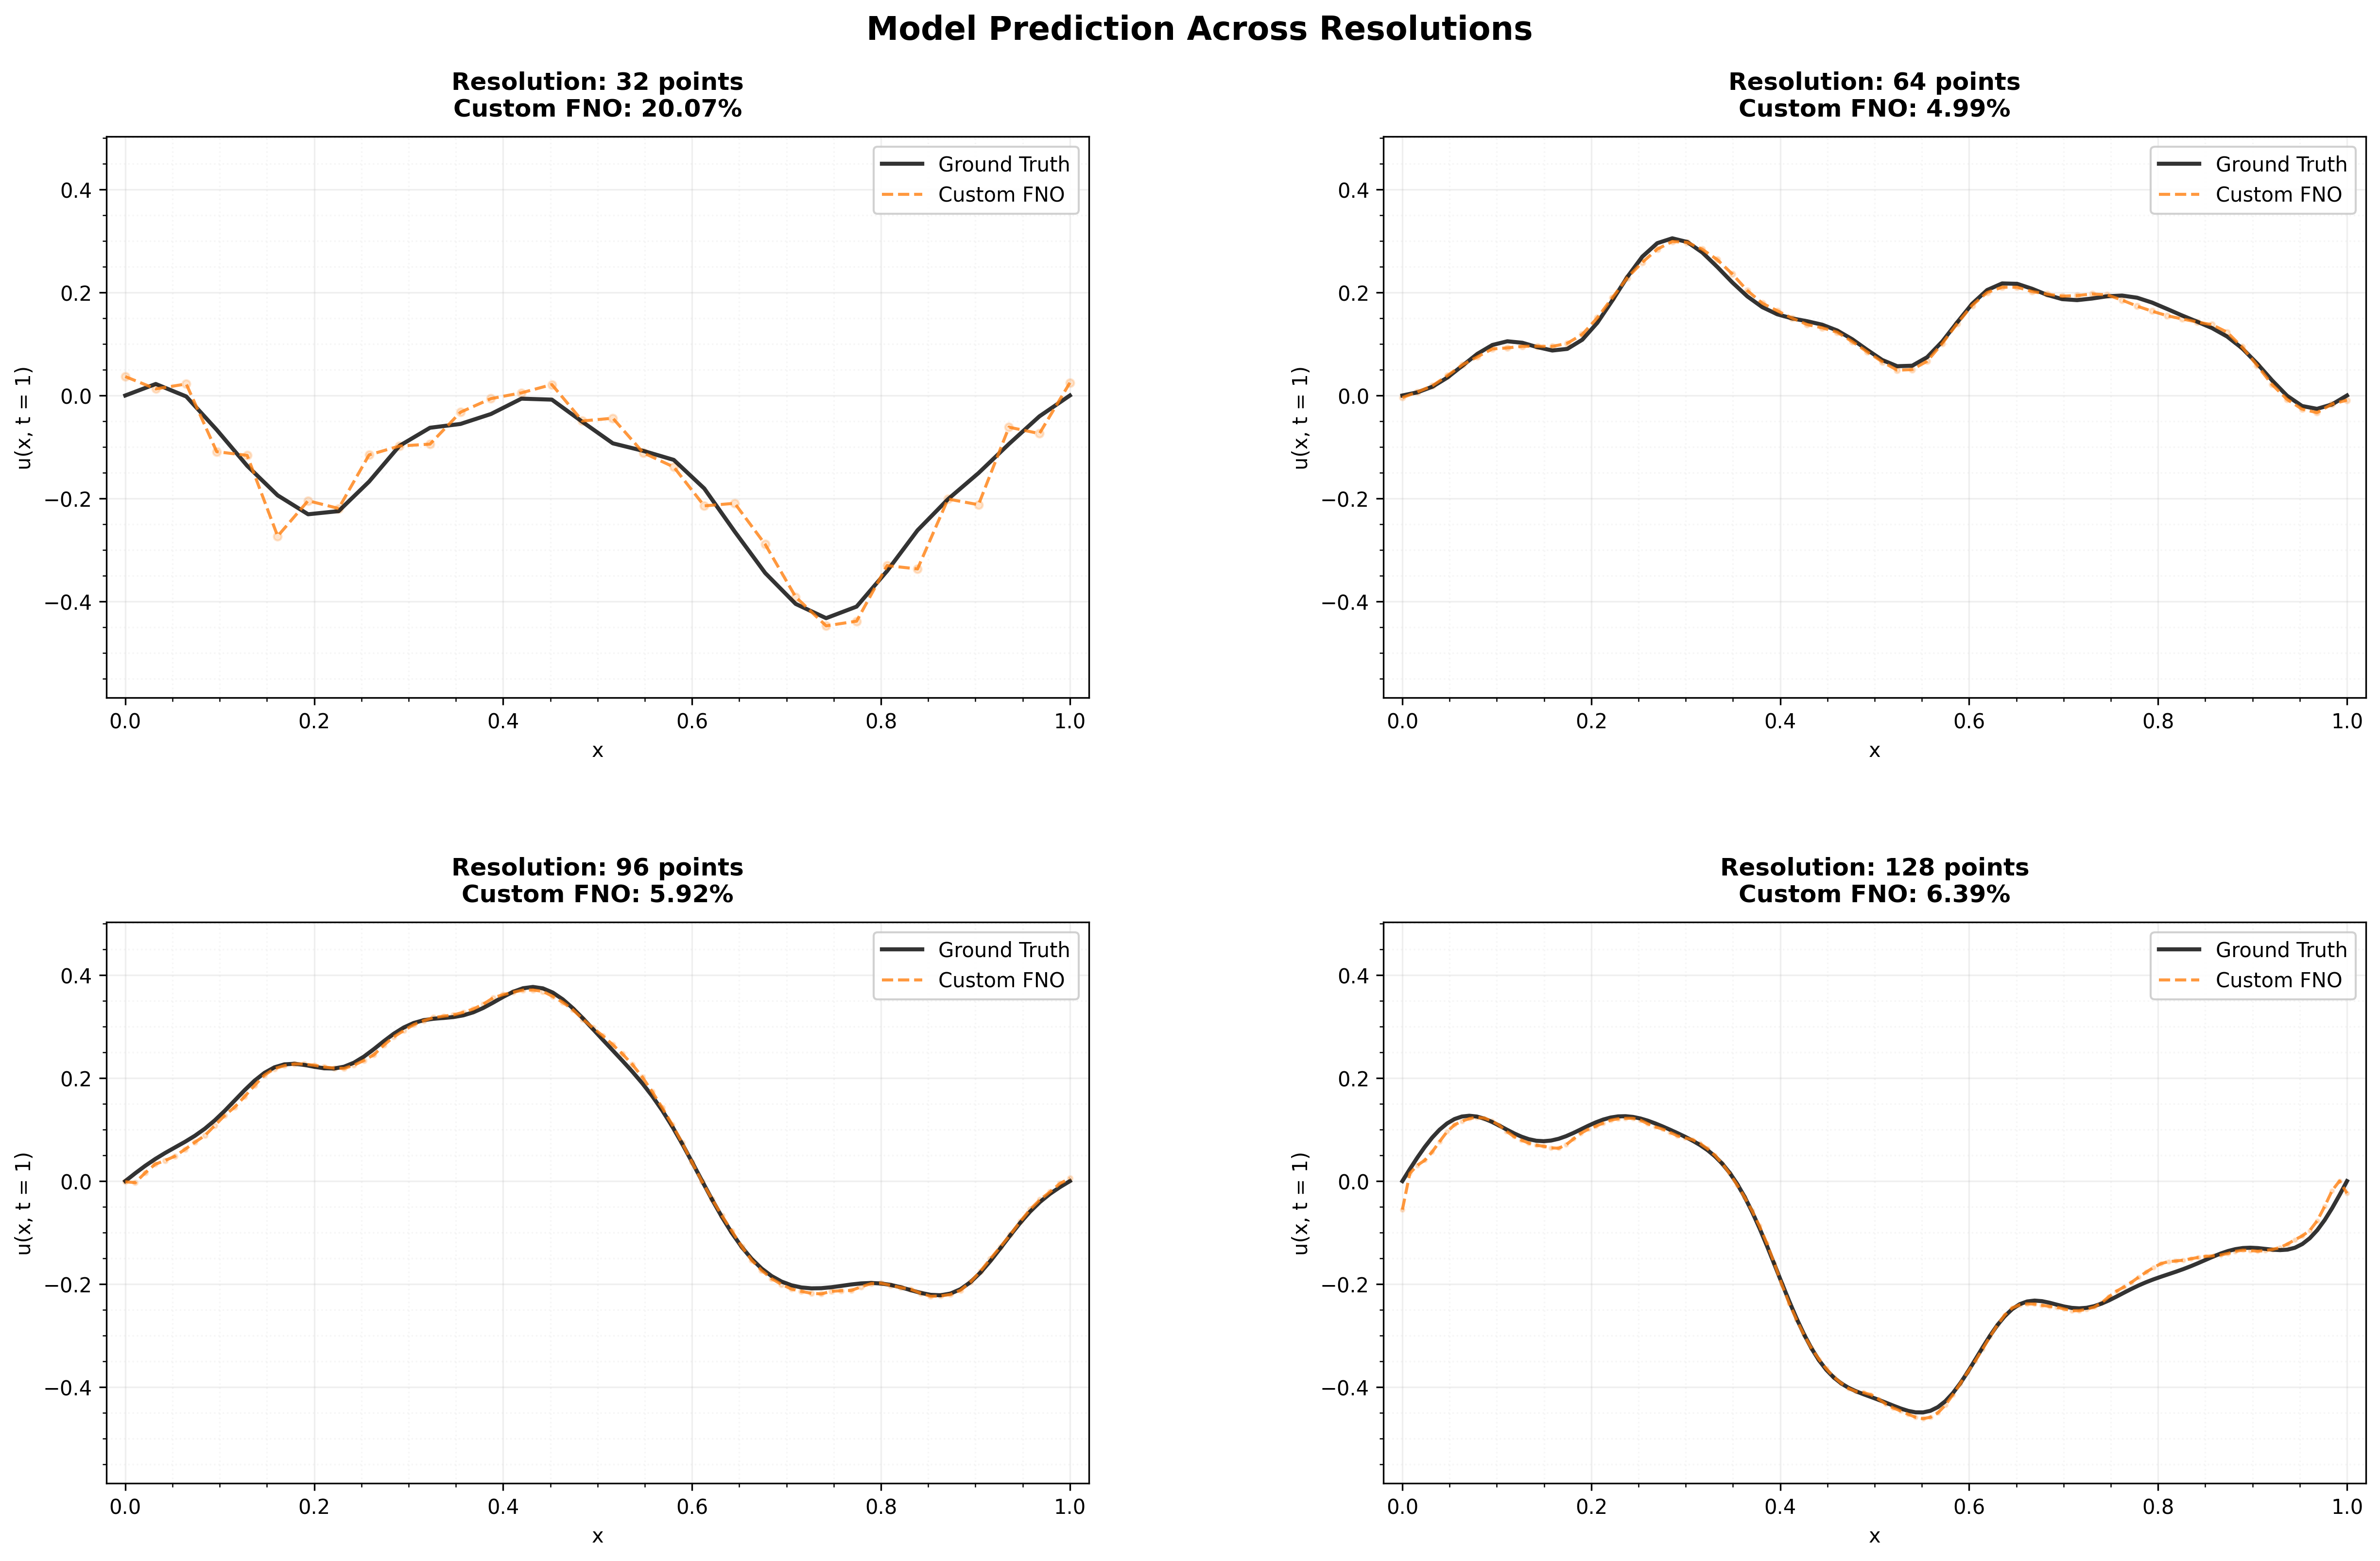 Model Prediction Across Resolutions
Resolution: 32 points
Custom FNO: 20.07%
Ground Truth
Custom FNO
0.4
0.2
0.0
−0.2
−0.4
u(x, t = 1)
0.0 0.2 0.4 0.6 0.8 1.0
x
Resolution: 64 points
Custom FNO: 4.99%
Ground Truth
Custom FNO
0.4
0.2
0.0
−0.2
−0.4
u(x, t = 1)
0.0 0.2 0.4 0.6 0.8 1.0
x
Resolution: 96 points
Custom FNO: 5.92%
Ground Truth
Custom FNO
0.4
0.2
0.0
−0.2
−0.4
u(x, t = 1)
0.0 0.2 0.4 0.6 0.8 1.0
x
Resolution: 128 points
Custom FNO: 6.39%
Ground Truth
Custom FNO
0.4
0.2
0.0
−0.2
−0.4
u(x, t = 1)
0.0 0.2 0.4 0.6 0.8 1.0
x